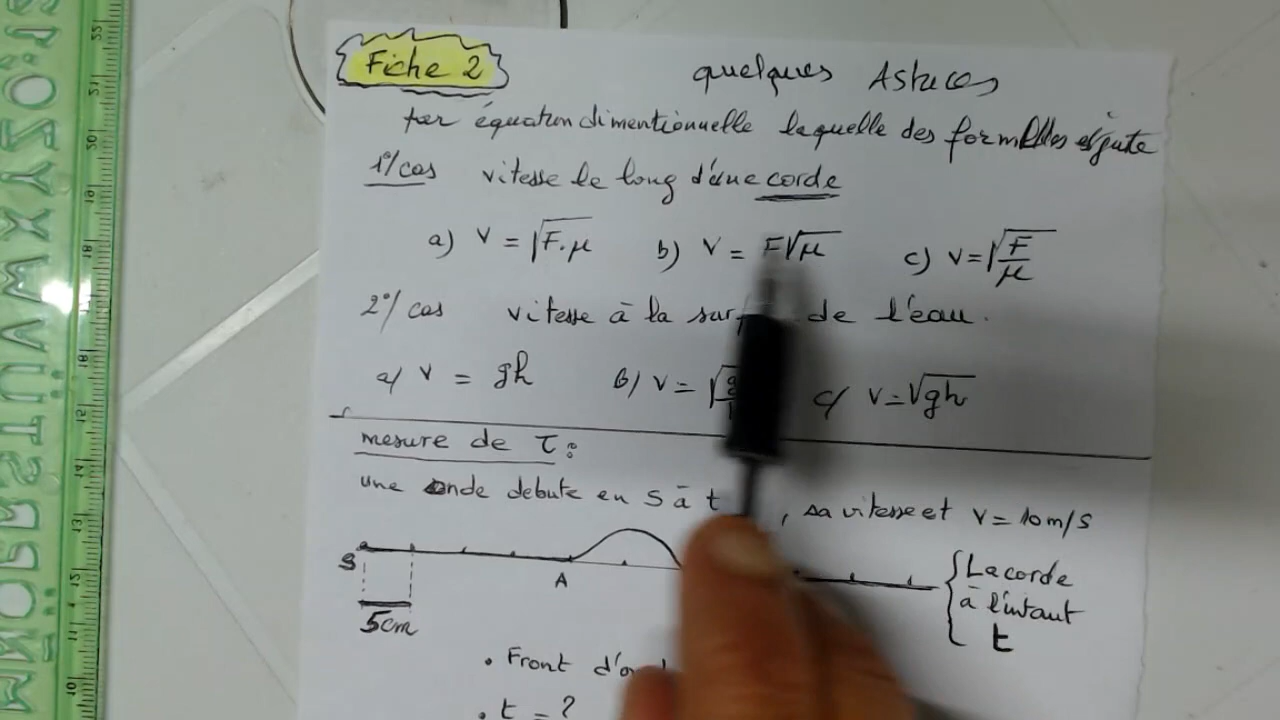 Fiche 2
quelques Astuces
par équation dimentionnelle laquelle des formules est juste
1°/ cas vitesse le long d'une corde
a) V = √F.μ b) V = F√μ c) V = √F/μ
2°/ cas vitesse à la de l'eau.
a/ V = gh b/ V = √ c/ V = √gh
mesure de τ :
une onde debute en S à t , sa vitesse et V = 10 m/s
S A
5cm
La corde
à l'intant
t
• Front
• t = ?